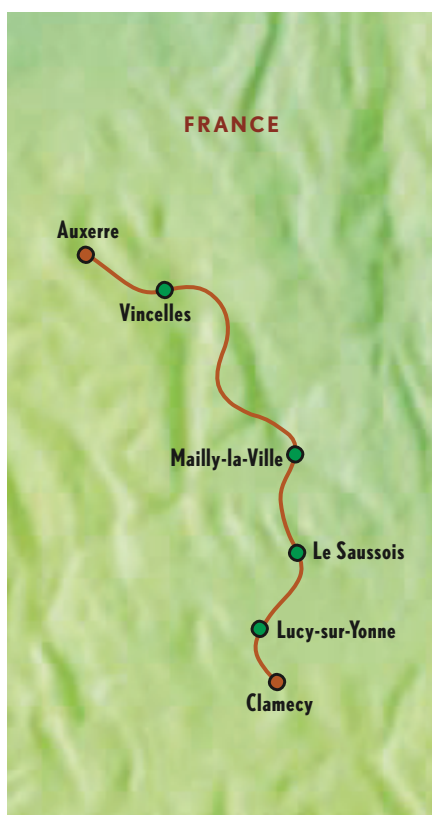 FRANCE
Auxerre
Vincelles
Mailly-la-Ville
Le Saussois
Lucy-sur-Yonne
Clamecy